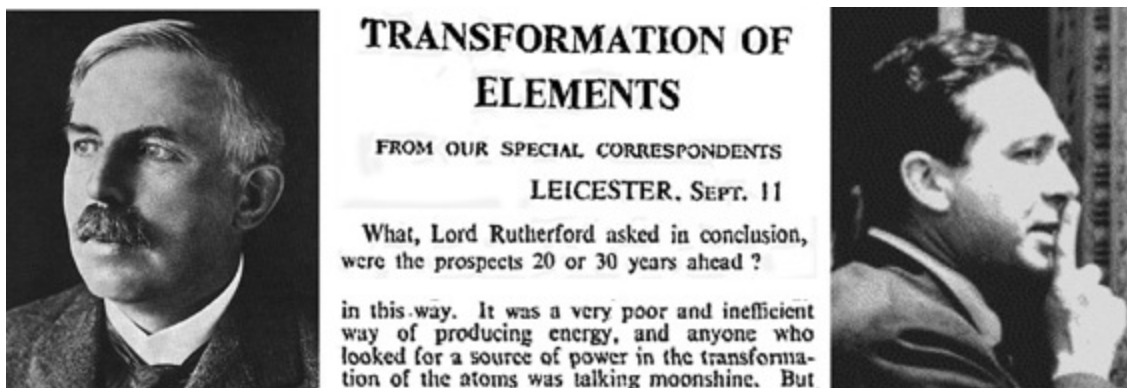 TRANSFORMATION OF
ELEMENTS
FROM OUR SPECIAL CORRESPONDENTS
LEICESTER, SEPT. 11
What, Lord Rutherford asked in conclusion,
were the prospects 20 or 30 years ahead ?
in this way. It was a very poor and inefficient
way of producing energy, and anyone who
looked for a source of power in the transforma-
tion of the atoms was talking moonshine. But